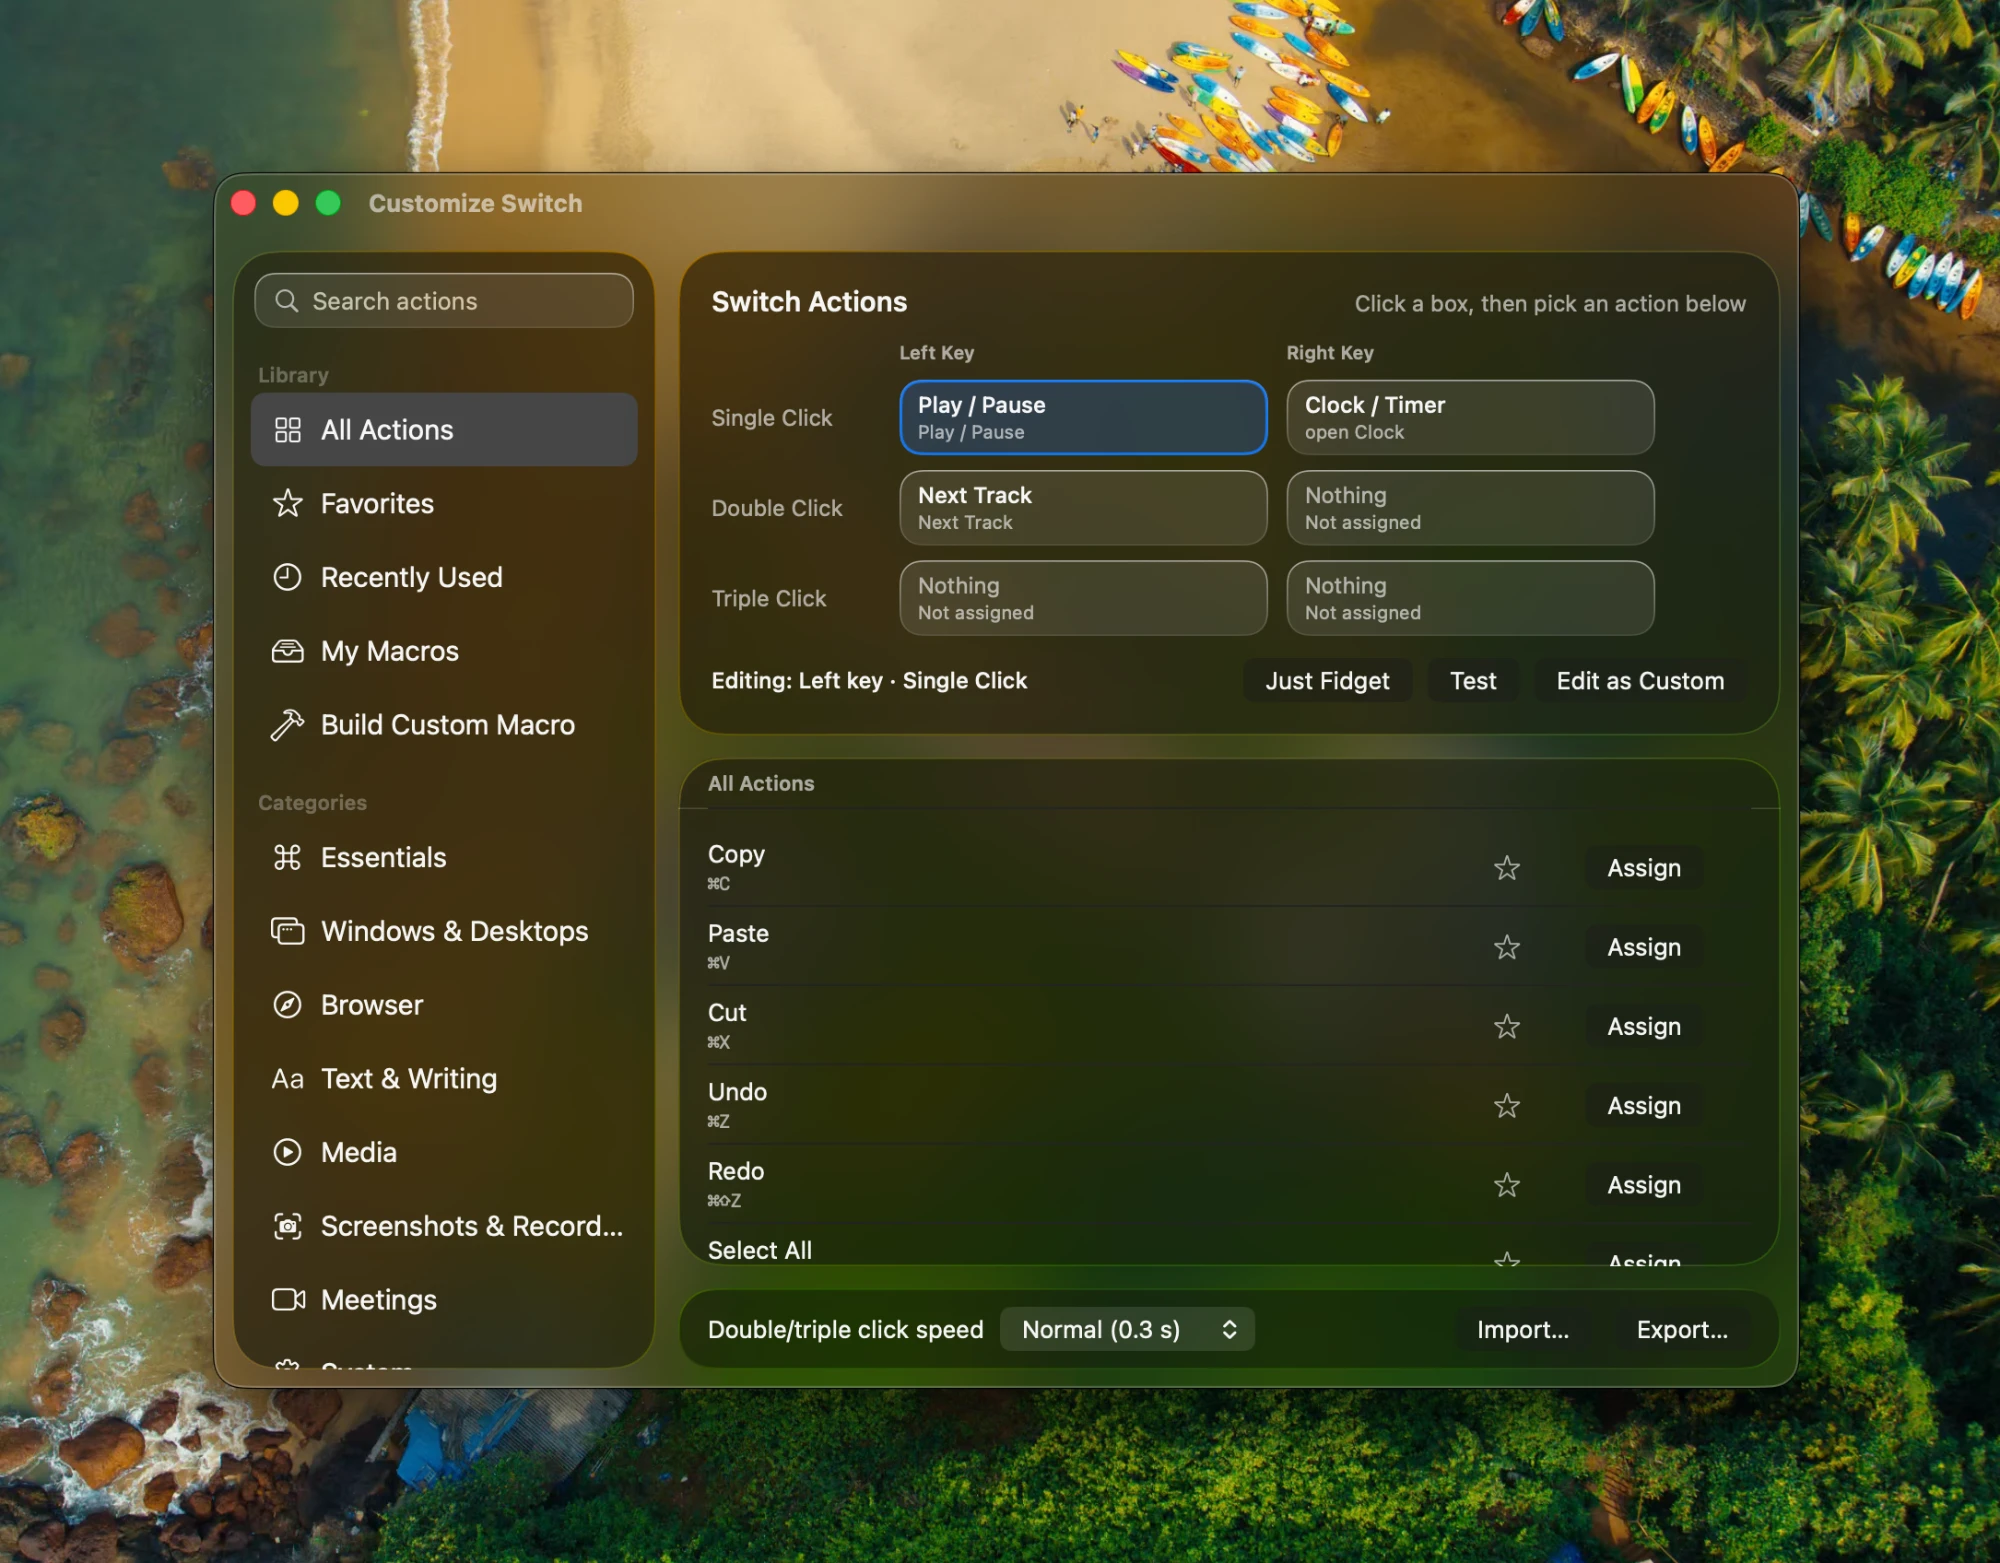 Customize Switch
Search actions
Library
All Actions
Favorites
Recently Used
My Macros
Build Custom Macro
Categories
Essentials
Windows & Desktops
Browser
Aa Text & Writing
Media
Screenshots & Record...
Meetings
System
Switch Actions
Click a box, then pick an action below
Left Key
Right Key
Single Click
Play / Pause
Play / Pause
Clock / Timer
open Clock
Double Click
Next Track
Next Track
Nothing
Not assigned
Triple Click
Nothing
Not assigned
Nothing
Not assigned
Editing: Left key · Single Click
Just Fidget
Test
Edit as Custom
All Actions
Copy
⌘C
Assign
Paste
⌘V
Assign
Cut
⌘X
Assign
Undo
⌘Z
Assign
Redo
⌘⇧Z
Assign
Select All
Assign
Double/triple click speed
Normal (0.3 s)
Import...
Export...